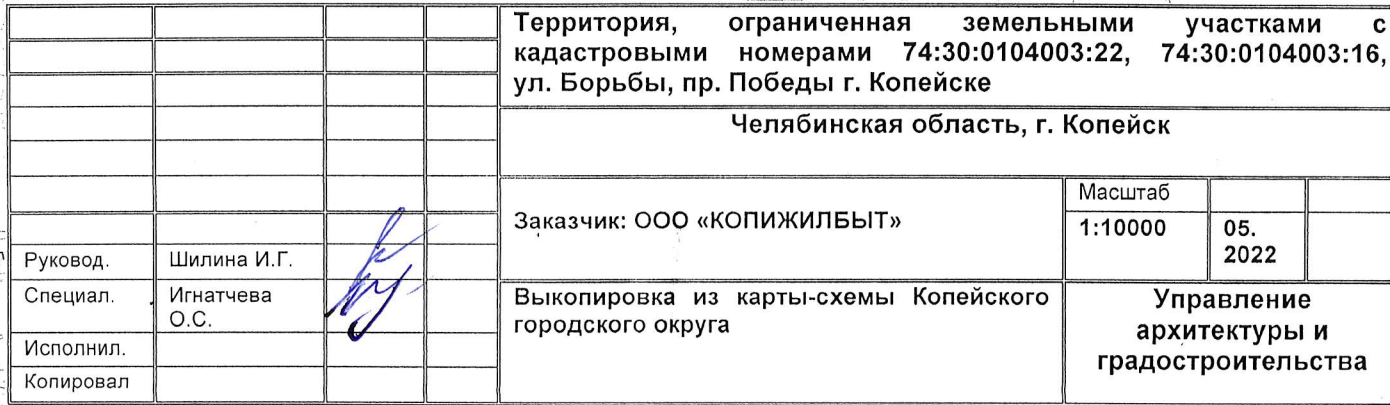 Территория, ограниченная земельными участками с
кадастровыми номерами 74:30:0104003:22, 74:30:0104003:16,
ул. Борьбы, пр. Победы г. Копейске
Челябинская область, г. Копейск
Заказчик: ООО «КОПИЖИЛБЫТ»
Масштаб
1:10000
05.
2022
Руковод. Шилина И.Г.
Специал. Игнатчева
О.С.
Исполнил.
Копировал
Выкопировка из карты-схемы Копейского
городского округа
Управление
архитектуры и
градостроительства